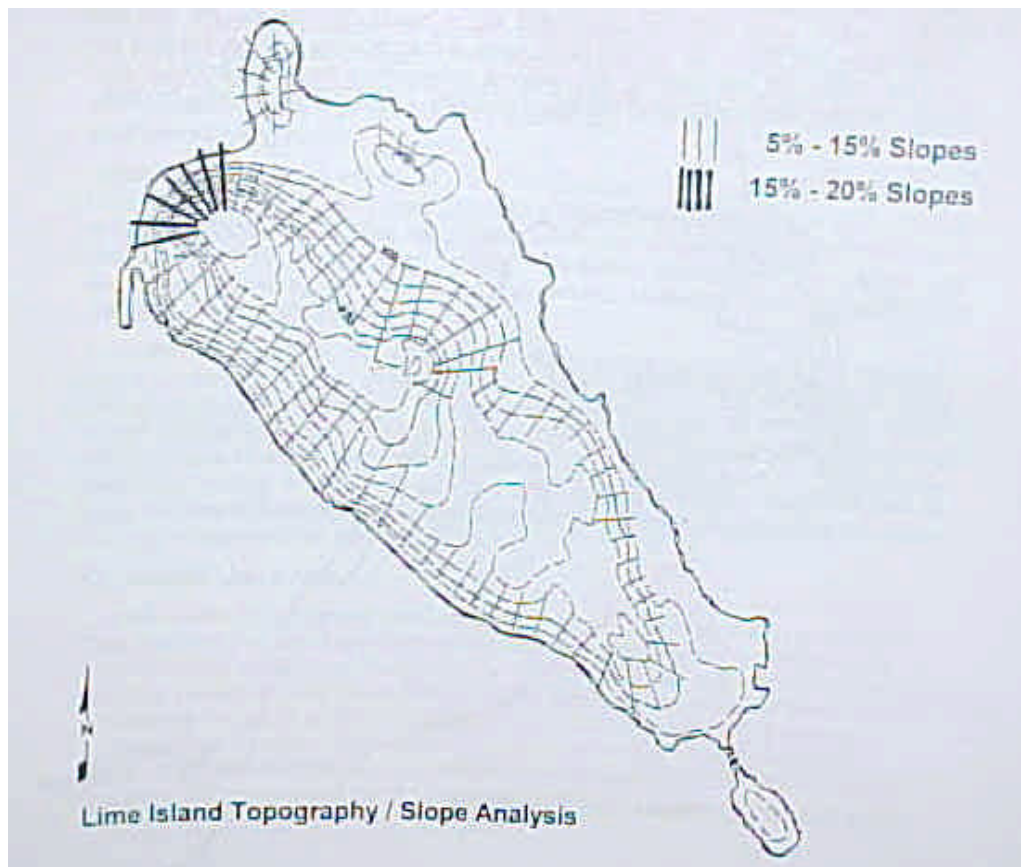 5% - 15% Slopes
15% - 20% Slopes
N
Lime Island Topography / Slope Analysis